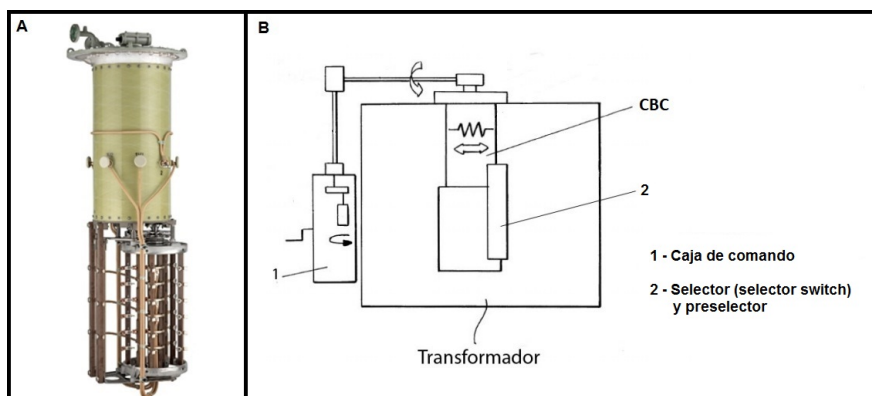 A
B
CBC
2
1
1 - Caja de comando
2 - Selector (selector switch)
y preselector
Transformador